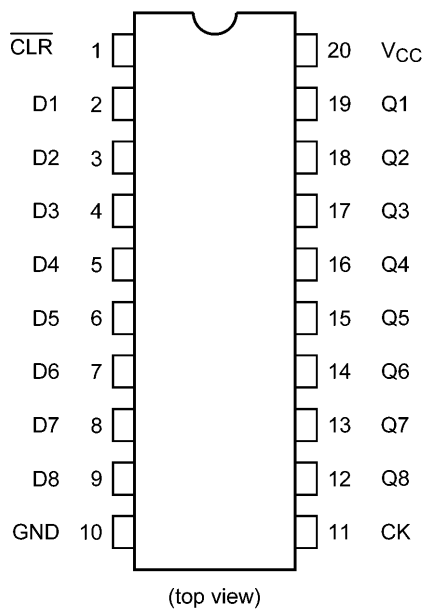 C̅L̅R̅ 1 20 VCC
D1 2 19 Q1
D2 3 18 Q2
D3 4 17 Q3
D4 5 16 Q4
D5 6 15 Q5
D6 7 14 Q6
D7 8 13 Q7
D8 9 12 Q8
GND 10 11 CK
(top view)